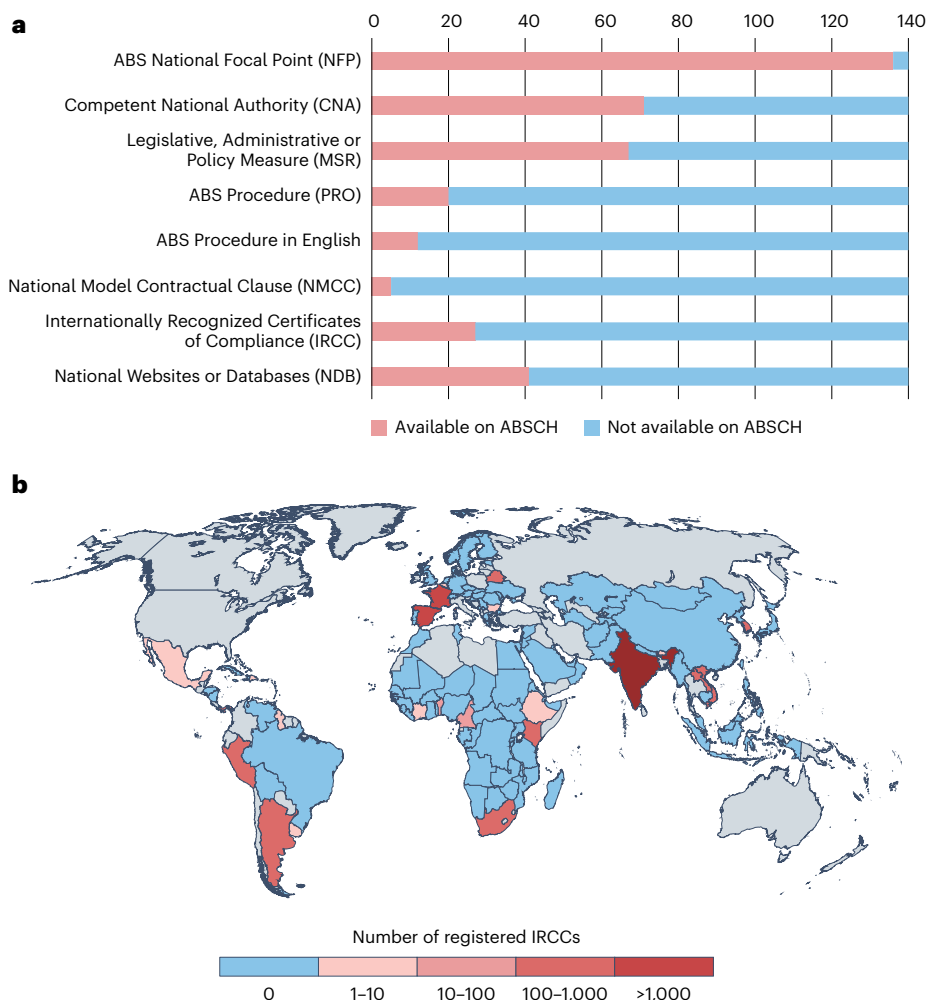 a
0 20 40 60 80 100 120 140
ABS National Focal Point (NFP)
Competent National Authority (CNA)
Legislative, Administrative or
Policy Measure (MSR)
ABS Procedure (PRO)
ABS Procedure in English
National Model Contractual Clause (NMCC)
Internationally Recognized Certificates
of Compliance (IRCC)
National Websites or Databases (NDB)
Available on ABSCH Not available on ABSCH
b
Number of registered IRCCs
0 1–10 10–100 100–1.000 >1.000